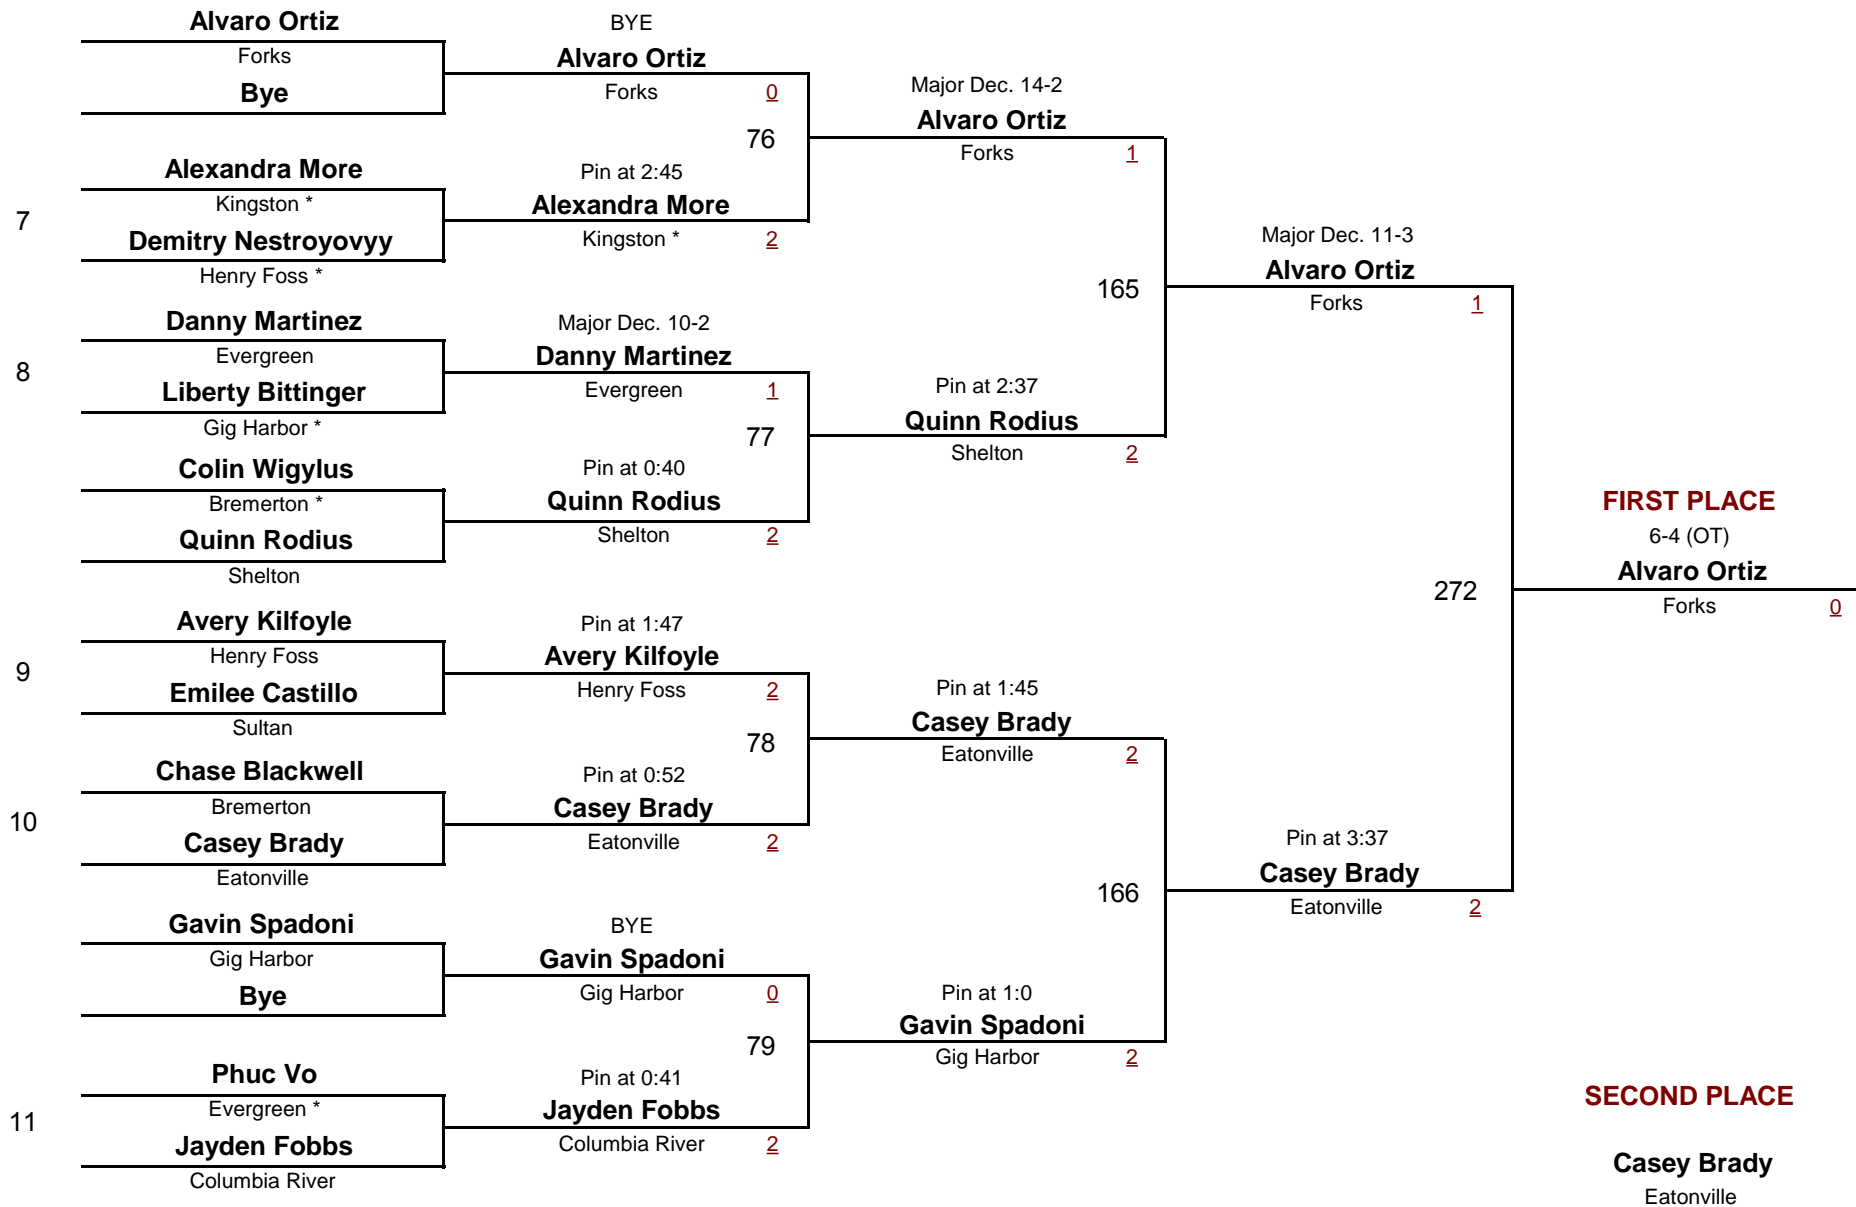 Alvaro Ortiz
Forks
Bye
7
Alexandra More
Kingston *
Demitry Nestroyovyy
Henry Foss *
8
Danny Martinez
Evergreen
Liberty Bittinger
Gig Harbor *
Colin Wigylus
Bremerton *
Quinn Rodius
Shelton
9
Avery Kilfoyle
Henry Foss
Emilee Castillo
Sultan
10
Chase Blackwell
Bremerton
Casey Brady
Eatonville
Gavin Spadoni
Gig Harbor
Bye
11
Phuc Vo
Evergreen *
Jayden Fobbs
Columbia River
BYE
Alvaro Ortiz
Forks 0
76
Pin at 2:45
Alexandra More
Kingston * 2
Major Dec. 10-2
Danny Martinez
Evergreen 1
77
Pin at 0:40
Quinn Rodius
Shelton 2
Pin at 1:47
Avery Kilfoyle
Henry Foss 2
78
Pin at 0:52
Casey Brady
Eatonville 2
BYE
Gavin Spadoni
Gig Harbor 0
79
Pin at 0:41
Jayden Fobbs
Columbia River 2
Major Dec. 14-2
Alvaro Ortiz
Forks 1
165
Pin at 2:37
Quinn Rodius
Shelton 2
Pin at 1:45
Casey Brady
Eatonville 2
166
Pin at 1:0
Gavin Spadoni
Gig Harbor 2
Major Dec. 11-3
Alvaro Ortiz
Forks 1
272
Pin at 3:37
Casey Brady
Eatonville 2
FIRST PLACE
6-4 (OT)
Alvaro Ortiz
Forks 0
SECOND PLACE
Casey Brady
Eatonville